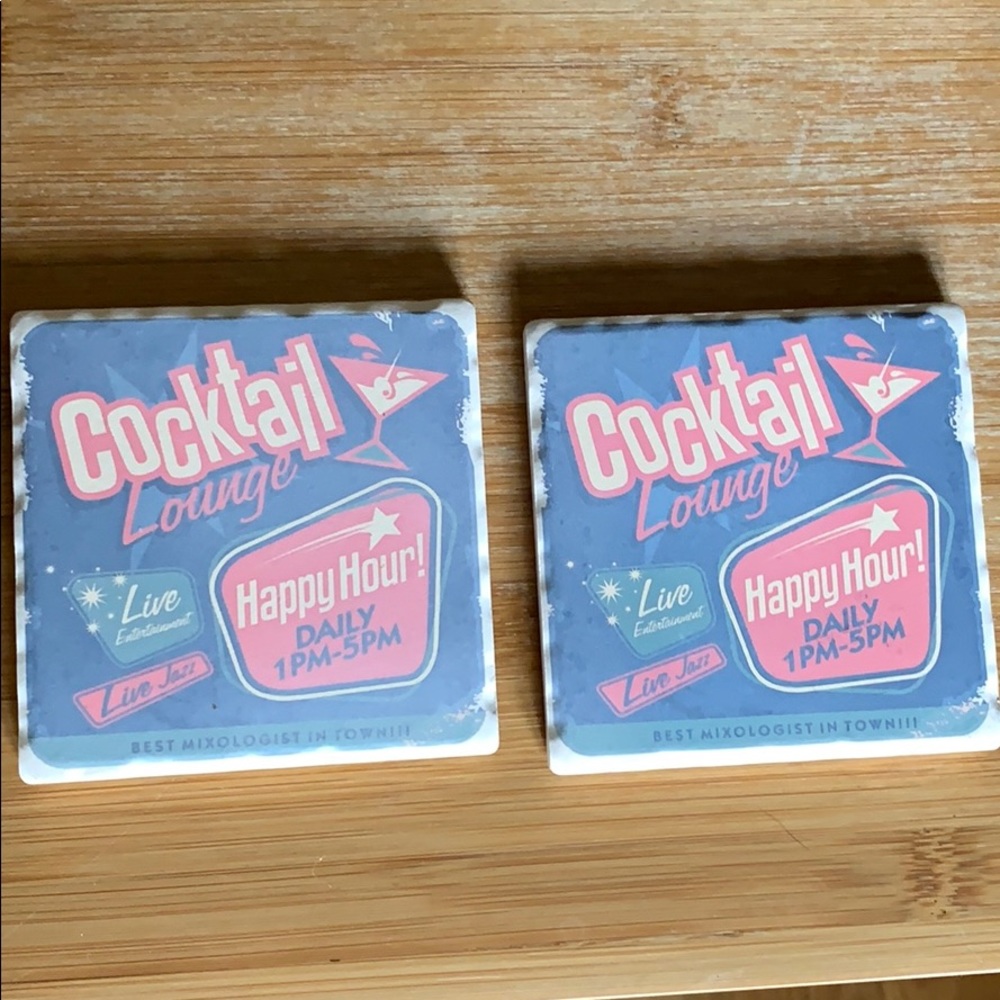 Cocktail
Lounge
Happy Hour!
DAILY
1PM-5PM
Live
Entertainment
Live Jazz
BEST MIXOLOGIST IN TOWN!!!
Cocktail
Lounge
Happy Hour!
DAILY
1PM-5PM
Live
Entertainment
Live Jazz
BEST MIXOLOGIST IN TOWN!!!